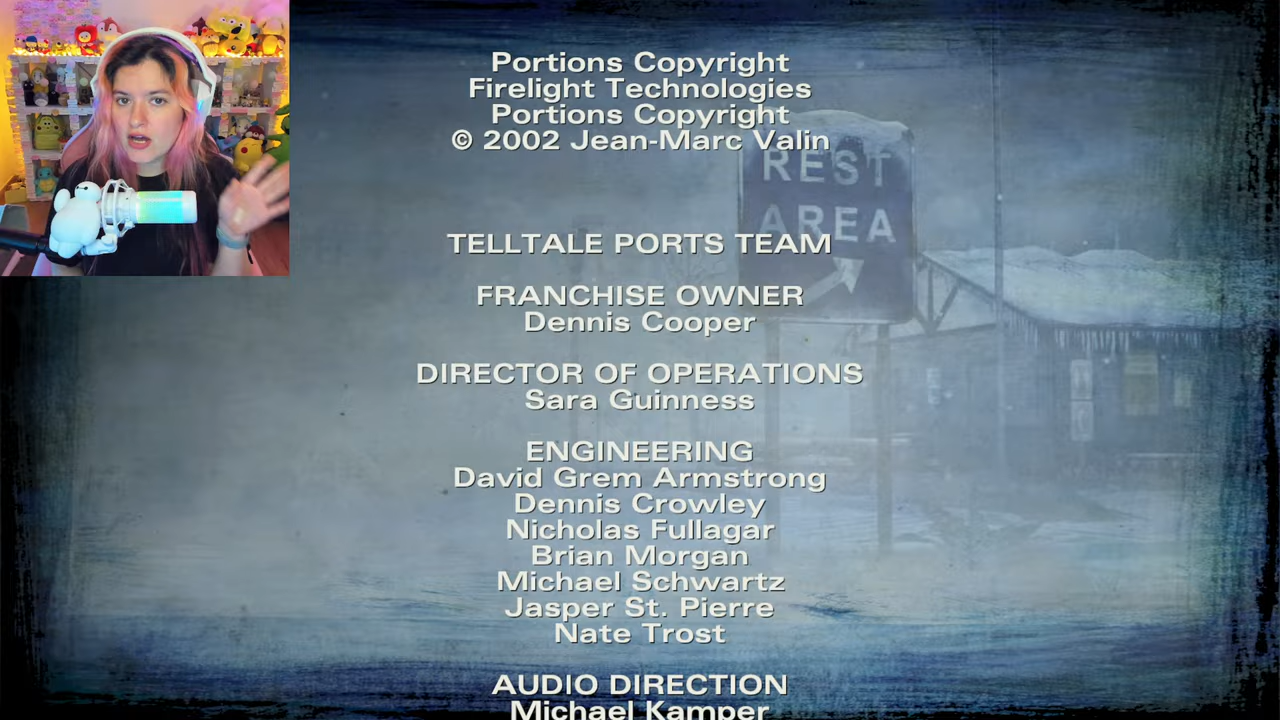 Portions Copyright
Firelight Technologies
Portions Copyright
© 2002 Jean-Marc Valin
REST
AREA
TELLTALE PORTS TEAM
FRANCHISE OWNER
Dennis Cooper
DIRECTOR OF OPERATIONS
Sara Guinness
ENGINEERING
David Grem Armstrong
Dennis Crowley
Nicholas Fullagar
Brian Morgan
Michael Schwartz
Jasper St. Pierre
Nate Trost
AUDIO DIRECTION
Michael Kamper